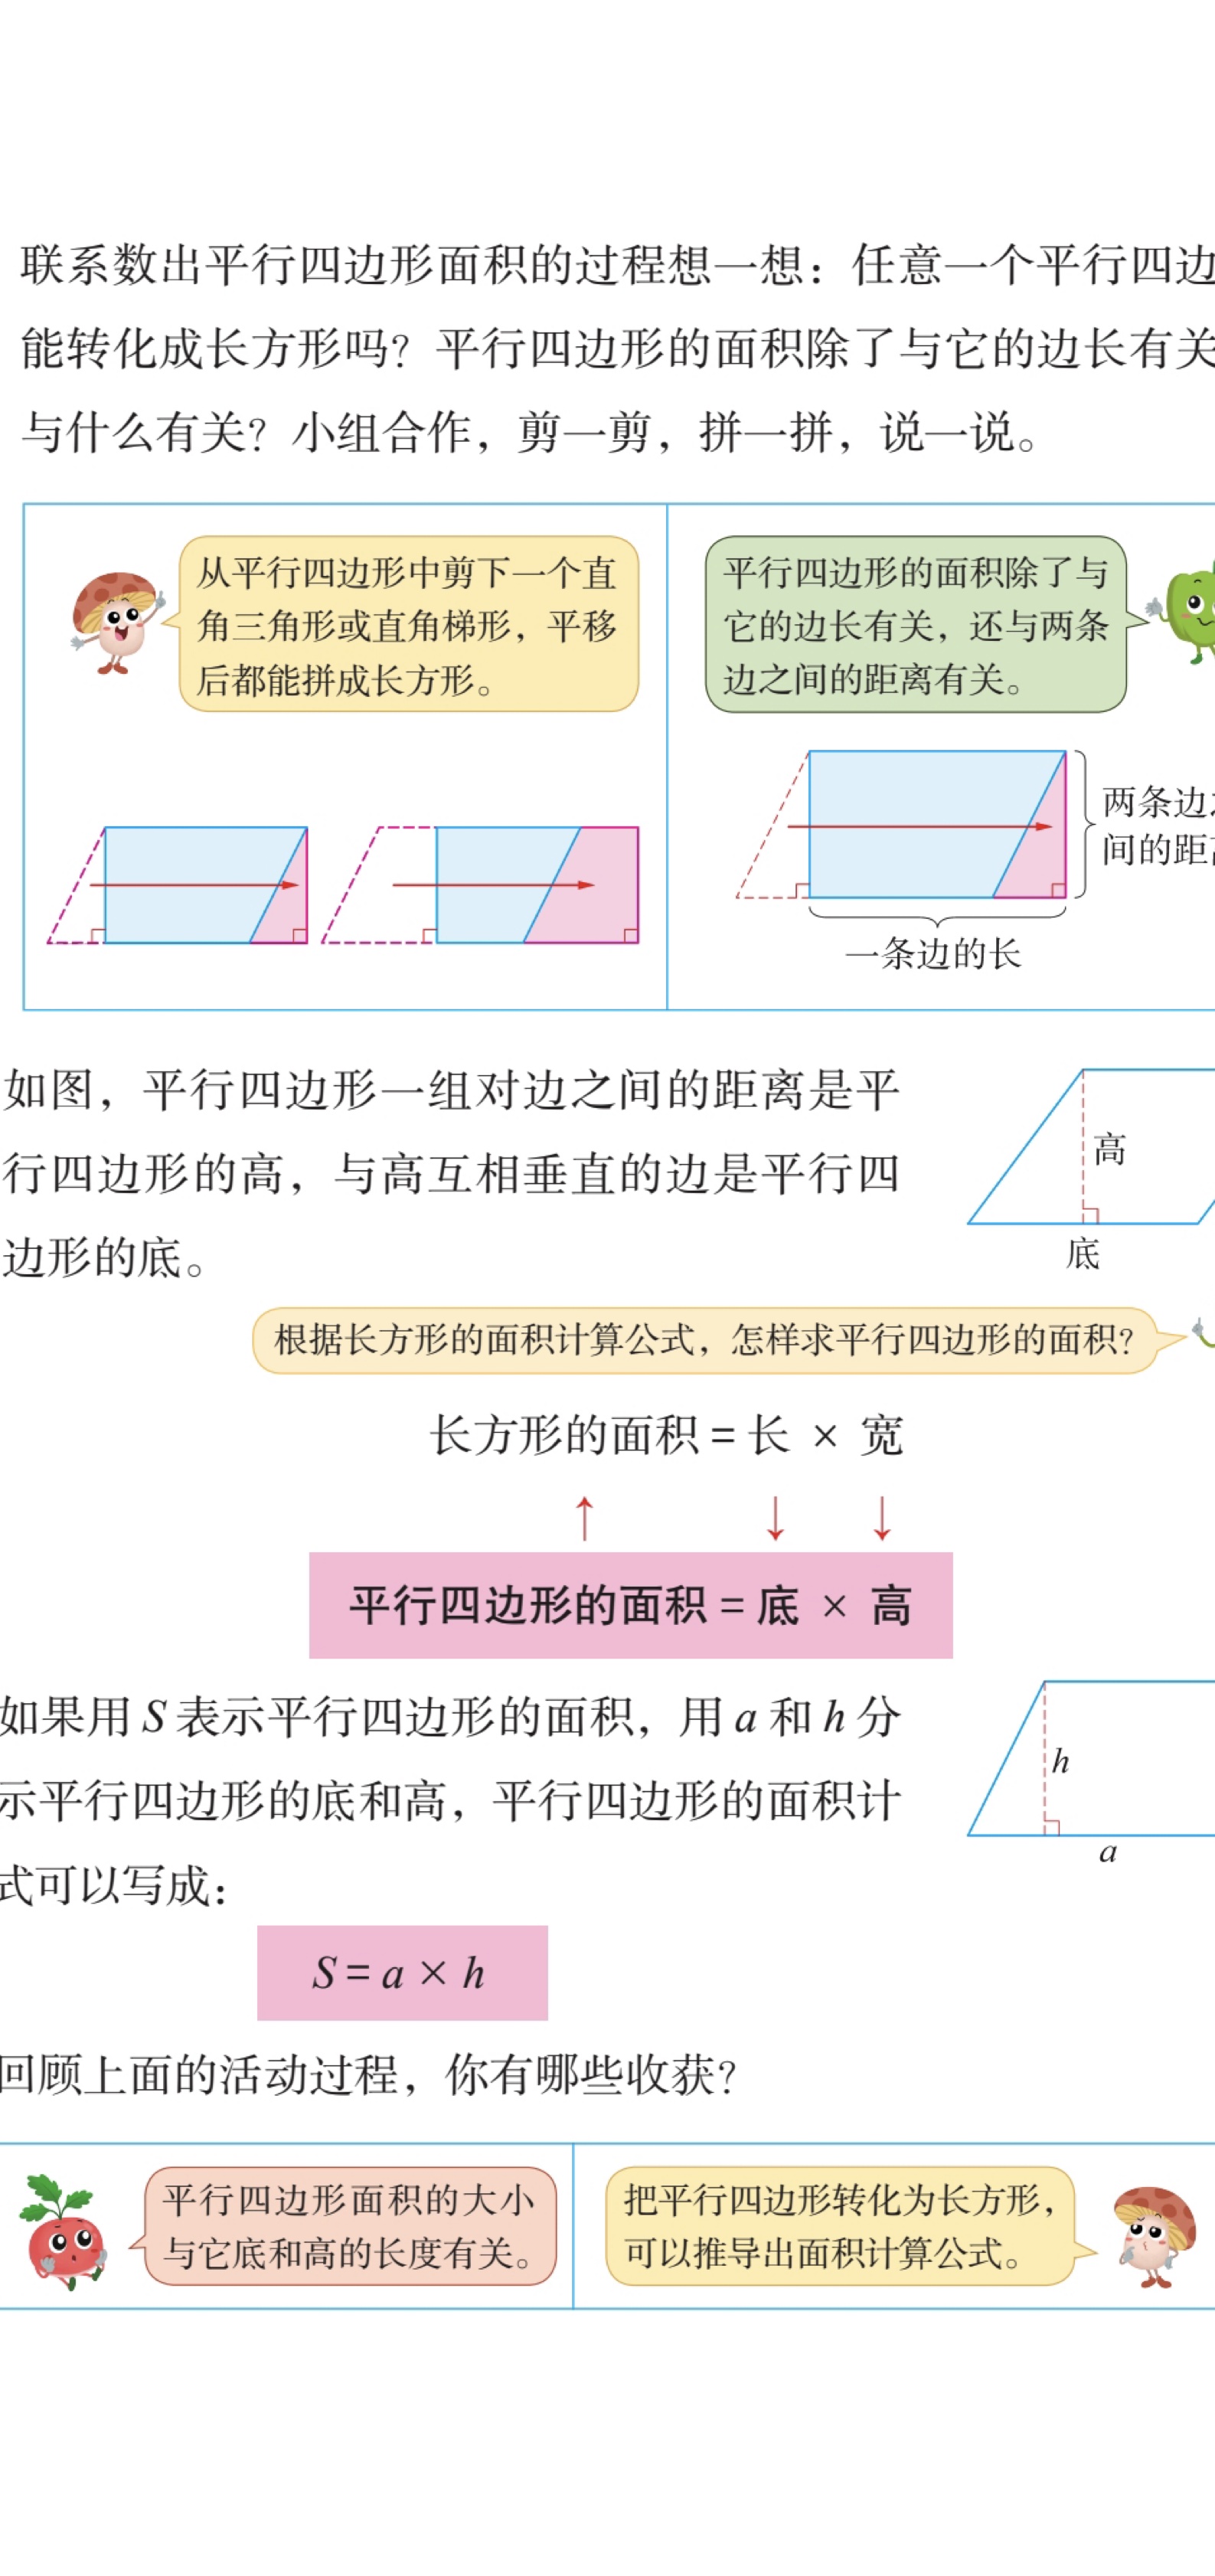 联系数出平行四边形面积的过程想一想：任意一个平行四边
能转化成长方形吗？平行四边形的面积除了与它的边长有关
与什么有关？小组合作，剪一剪，拼一拼，说一说。
从平行四边形中剪下一个直
角三角形或直角梯形，平移
后都能拼成长方形。
平行四边形的面积除了与
它的边长有关，还与两条
边之间的距离有关。
两条边之
间的距离
一条边的长
如图，平行四边形一组对边之间的距离是平
行四边形的高，与高互相垂直的边是平行四
边形的底。
高
底
根据长方形的面积计算公式，怎样求平行四边形的面积？
长方形的面积 = 长 × 宽
↑ ↓ ↓
平行四边形的面积 = 底 × 高
如果用 S 表示平行四边形的面积，用 a 和 h 分
示平行四边形的底和高，平行四边形的面积计
式可以写成：
h
a
S = a × h
回顾上面的活动过程，你有哪些收获？
平行四边形面积的大小
与它底和高的长度有关。
把平行四边形转化为长方形，
可以推导出面积计算公式。